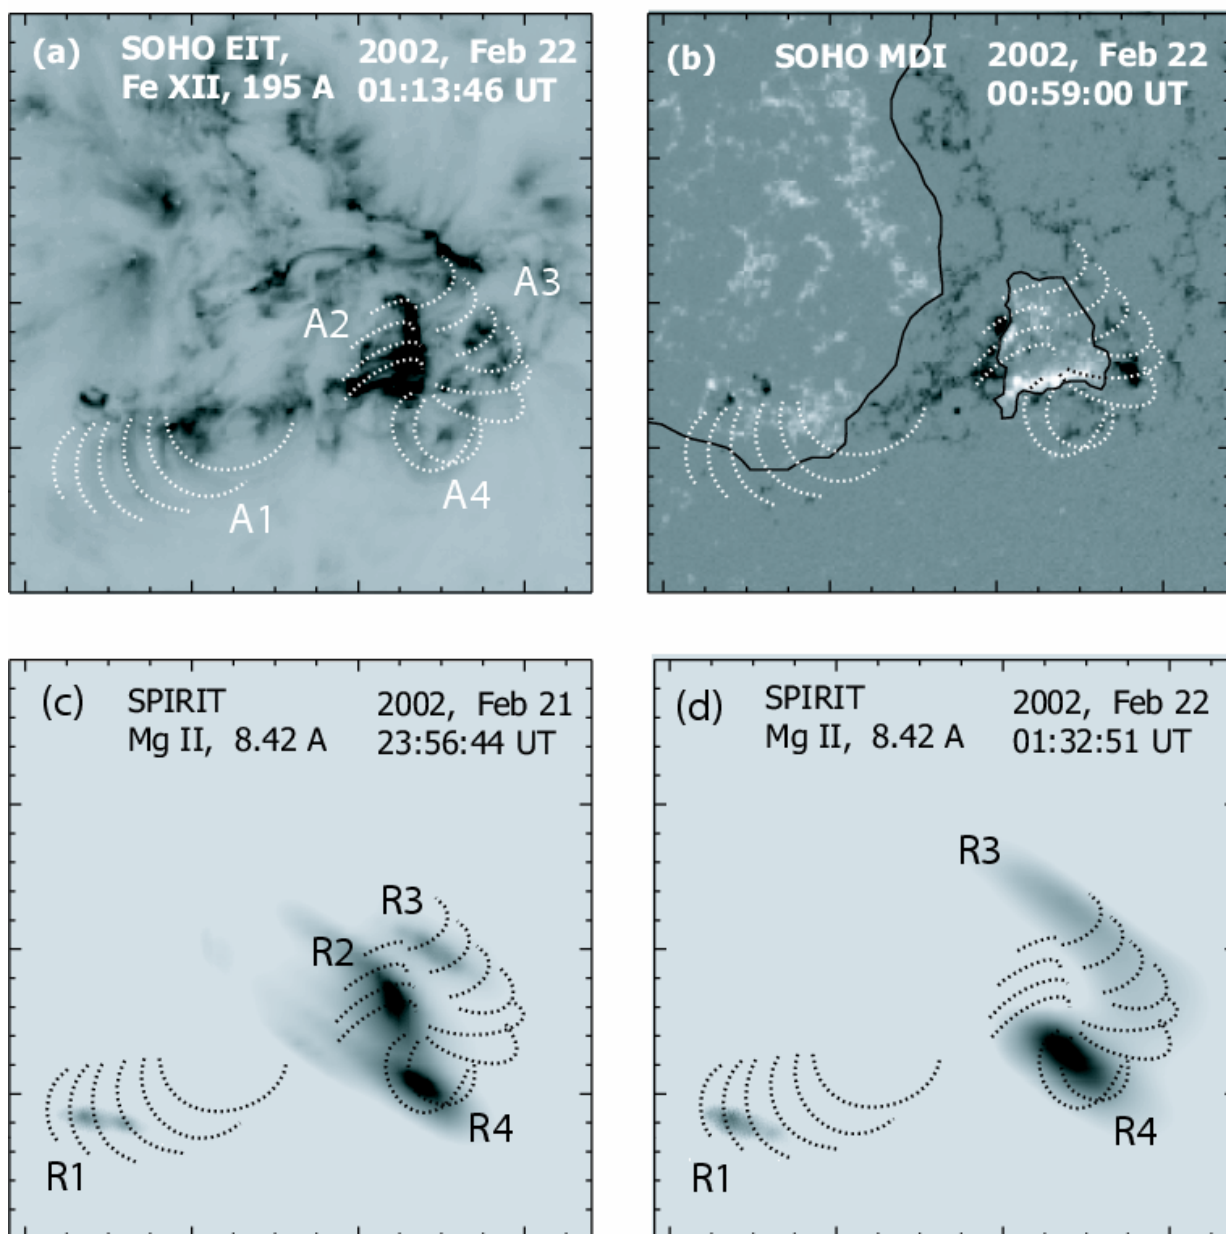 (a) SOHO EIT, 2002, Feb 22
Fe XII, 195 A 01:13:46 UT
A3
A2
A1
A4
(b) SOHO MDI 2002, Feb 22
00:59:00 UT
(c) SPIRIT 2002, Feb 21
Mg II, 8.42 A 23:56:44 UT
R3
R2
R4
R1
(d) SPIRIT 2002, Feb 22
Mg II, 8.42 A 01:32:51 UT
R3
R4
R1